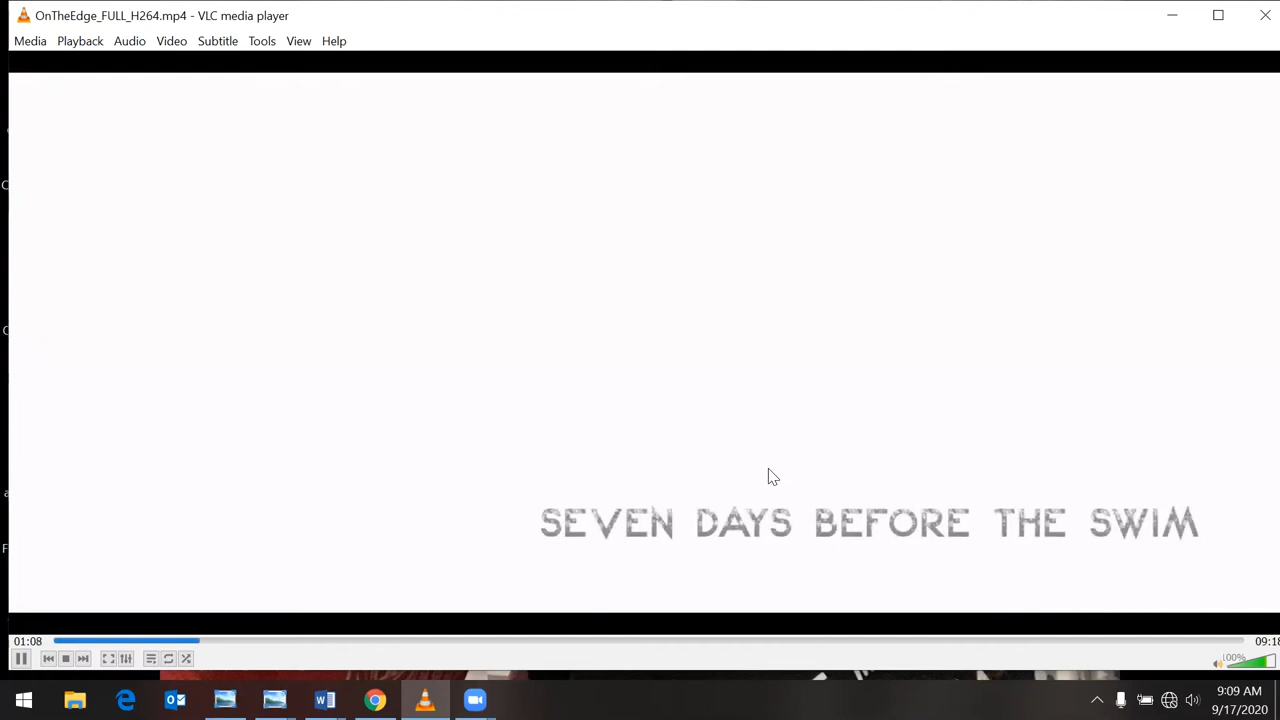 OnTheEdge_FULL_H264.mp4 - VLC media player
Media Playback Audio Video Subtitle Tools View Help
SEVEN DAYS BEFORE THE SWIM
01:08
09:18
100%
9:09 AM
9/17/2020